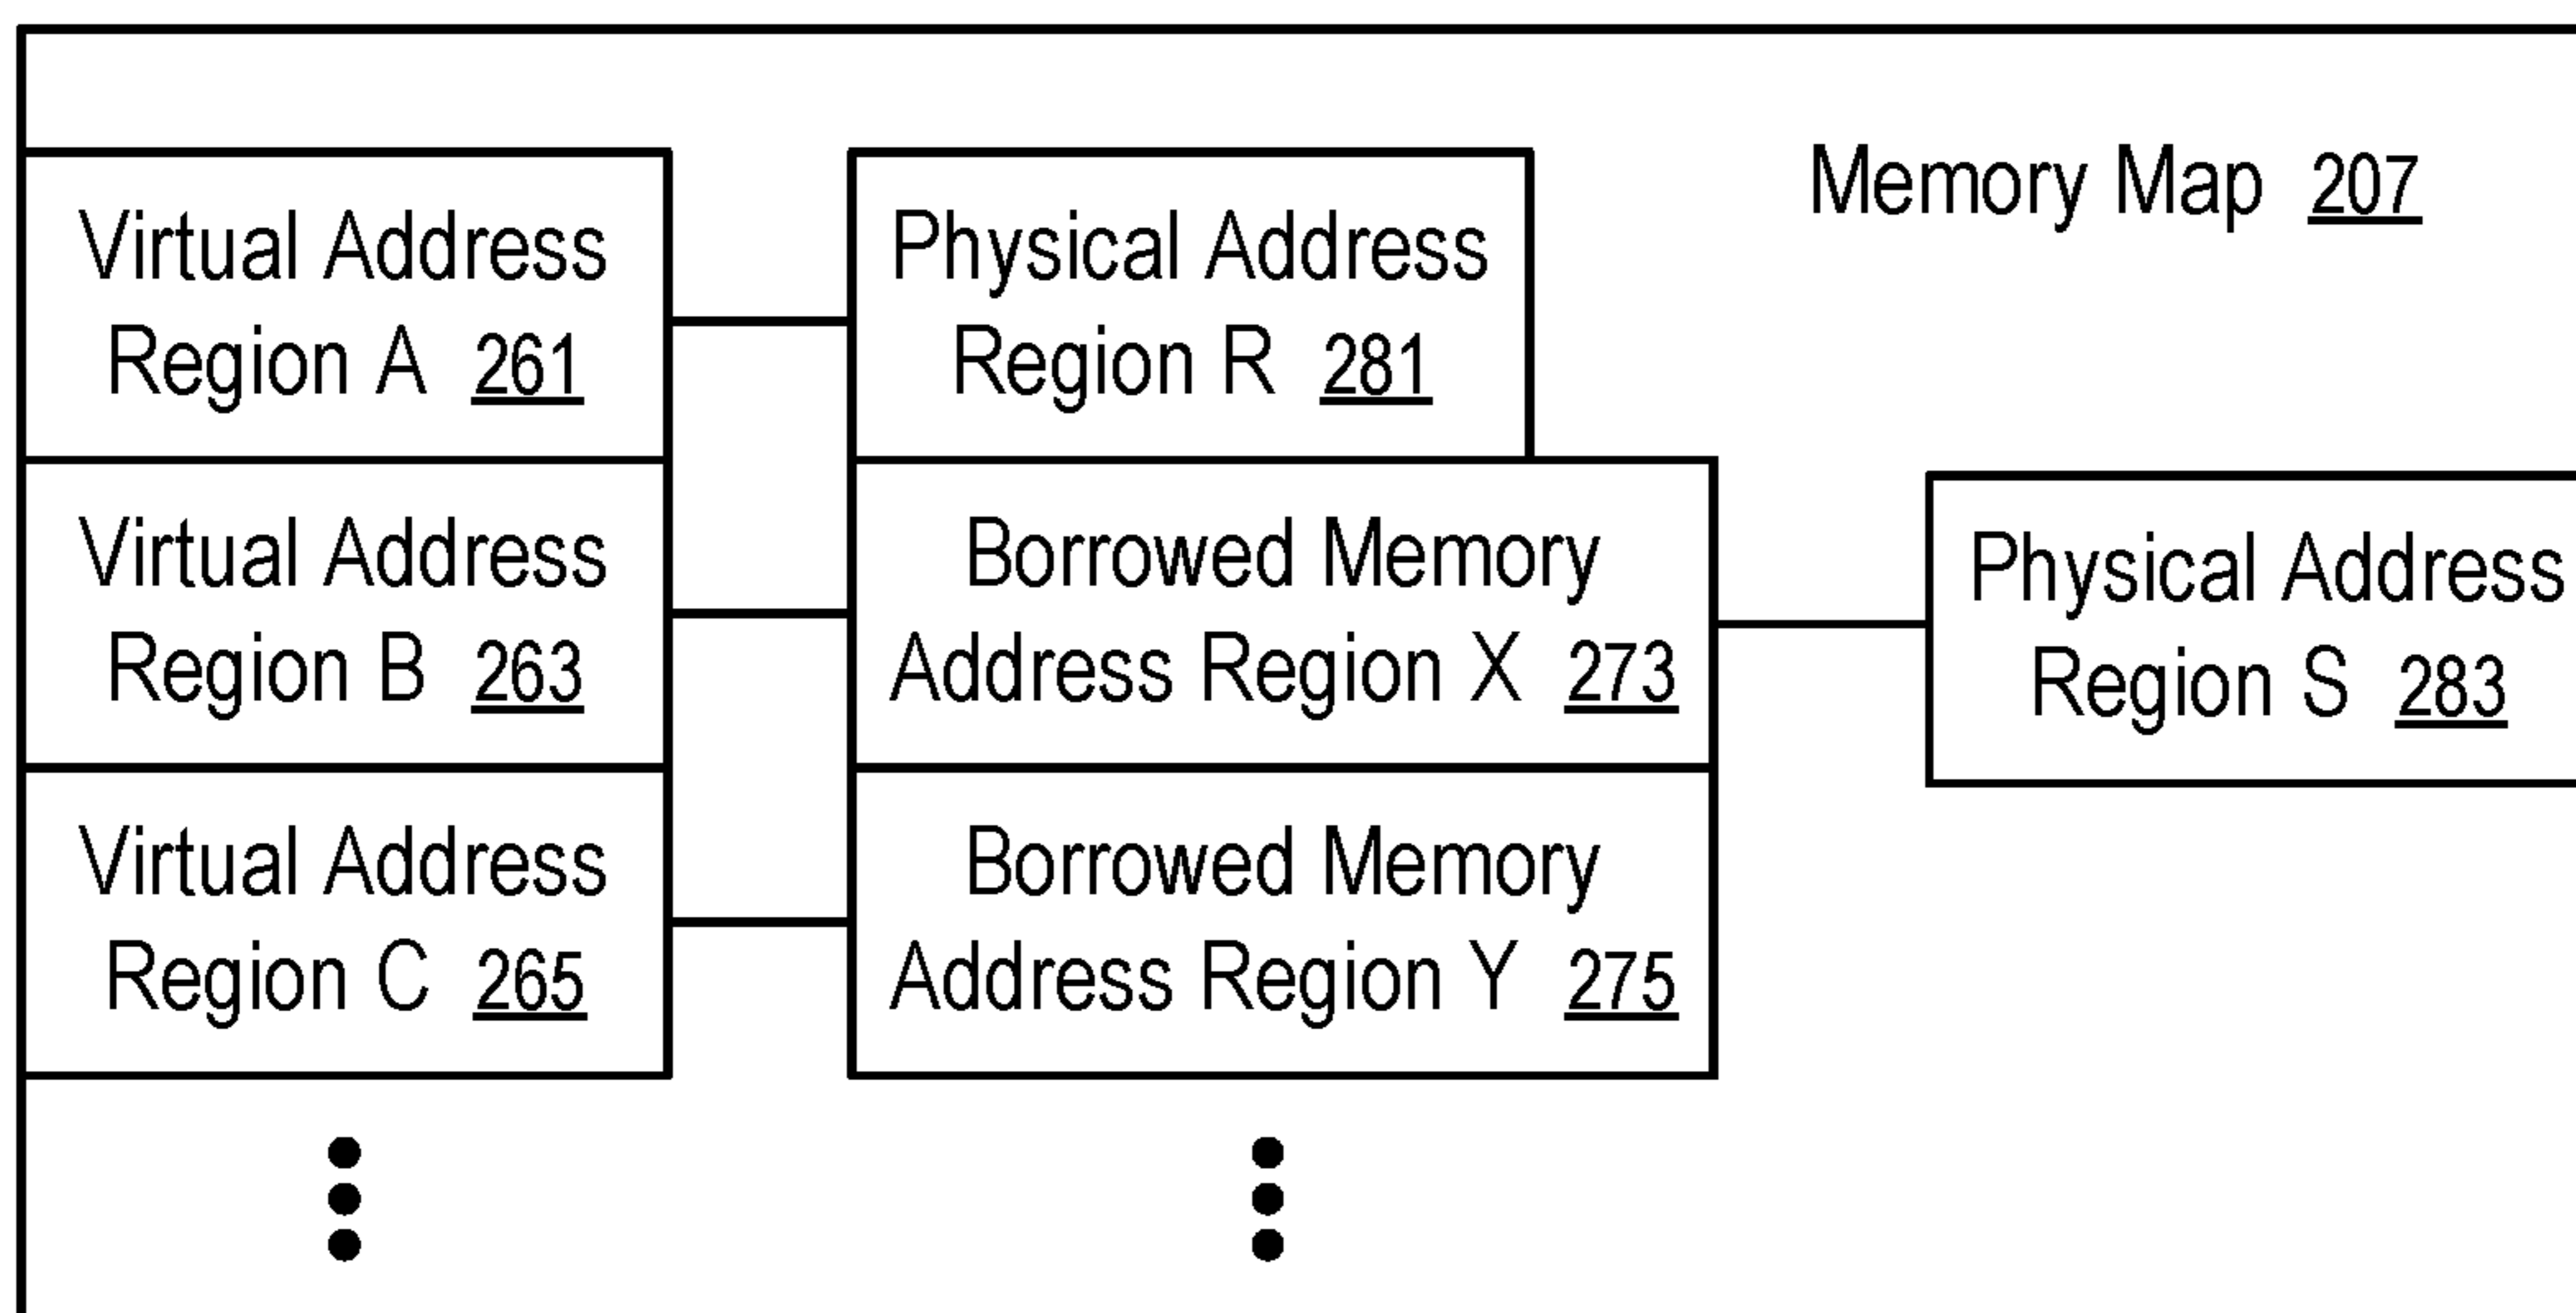 Memory Map 207
Virtual Address
Region A 261
Physical Address
Region R 281
Virtual Address
Region B 263
Borrowed Memory
Address Region X 273
Physical Address
Region S 283
Virtual Address
Region C 265
Borrowed Memory
Address Region Y 275